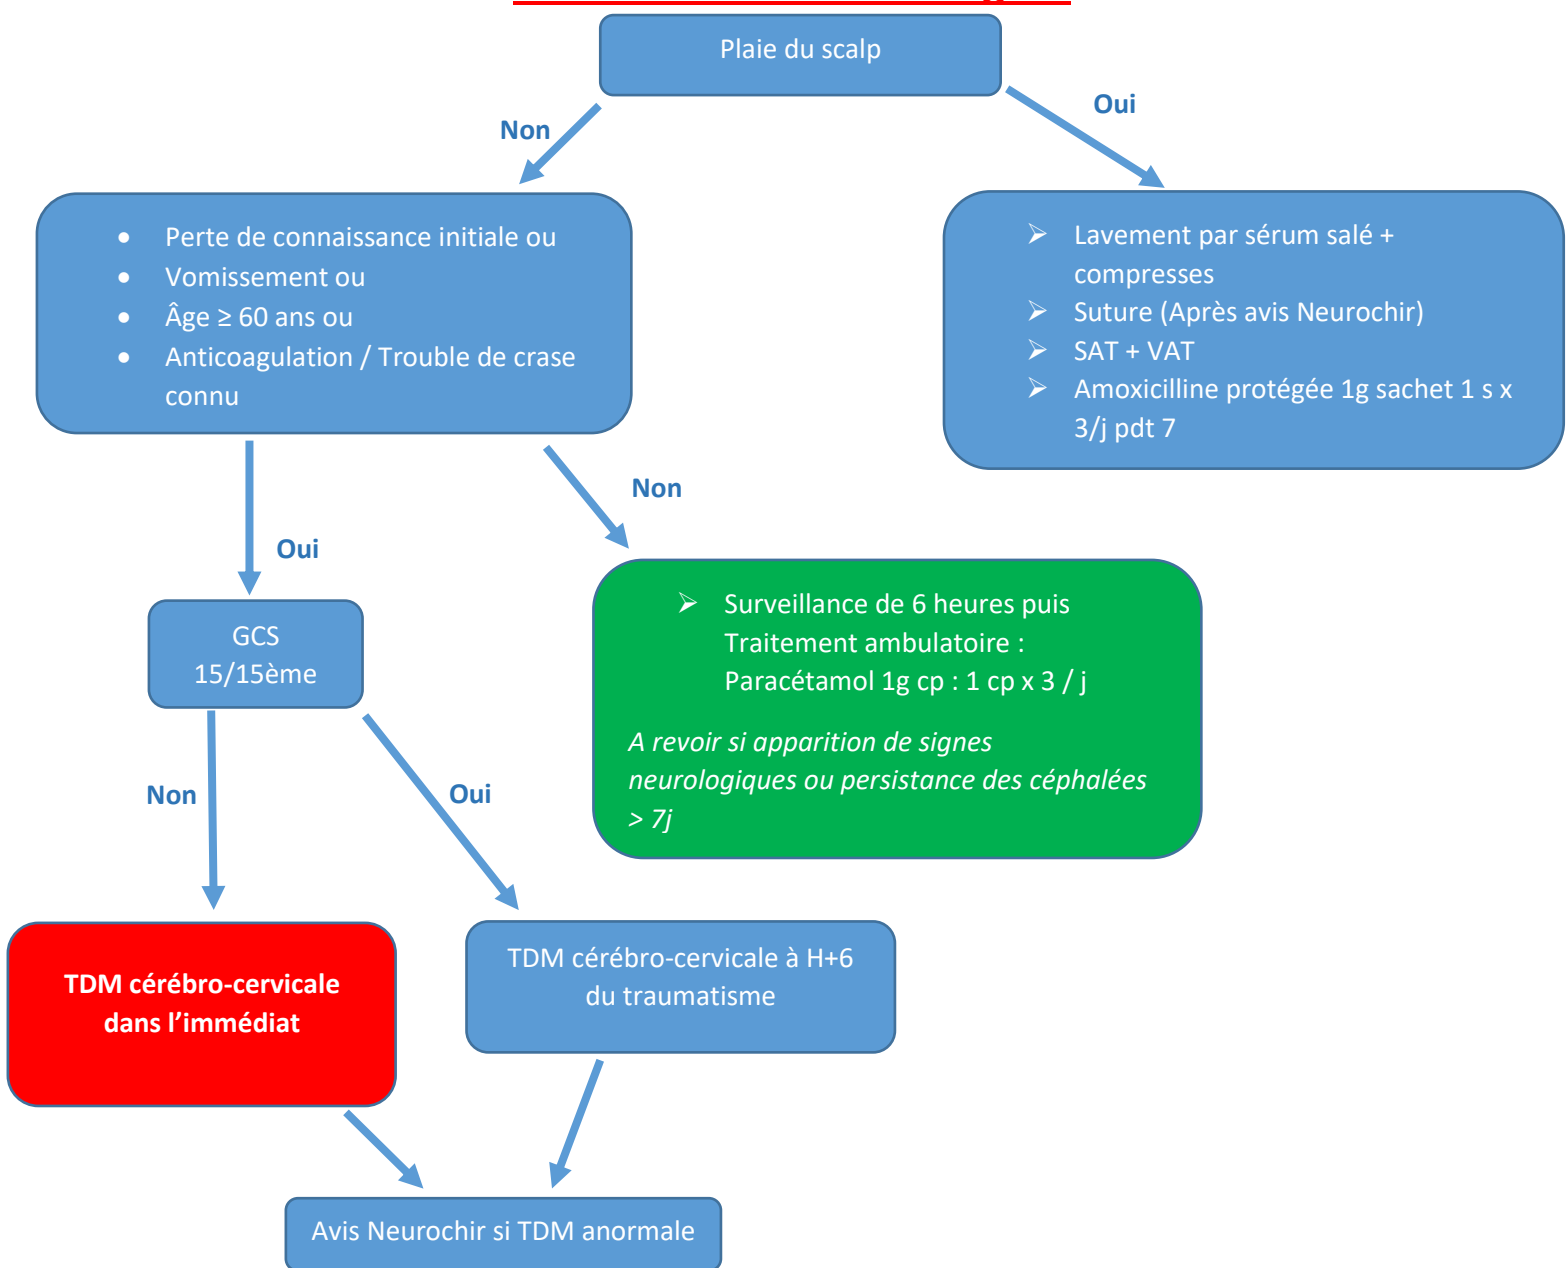 Plaie du scalp
Non
Oui
• Perte de connaissance initiale ou
• Vomissement ou
• Âge ≥ 60 ans ou
• Anticoagulation / Trouble de crase
connu
➢ Lavement par sérum salé +
compresses
➢ Suture (Après avis Neurochir)
➢ SAT + VAT
➢ Amoxicilline protégée 1g sachet 1 s x
3/j pdt 7
Oui
Non
GCS
15/15ème
➢ Surveillance de 6 heures puis
Traitement ambulatoire :
Paracétamol 1g cp : 1 cp x 3 / j
A revoir si apparition de signes
neurologiques ou persistance des céphalées
> 7j
Non
Oui
TDM cérébro-cervicale
dans l’immédiat
TDM cérébro-cervicale à H+6
du traumatisme
Avis Neurochir si TDM anormale